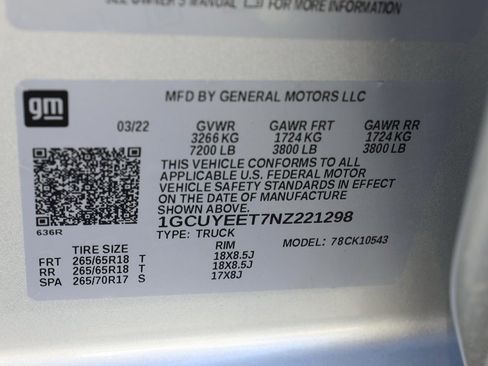 SEE OWNER'S MANUAL FOR MORE INFORMATION
gm
MFD BY GENERAL MOTORS LLC
03/22 GVWR GAWR FRT GAWR RR
3266 KG 1724 KG 1724 KG
7200 LB 3800 LB 3800 LB
THIS VEHICLE CONFORMS TO ALL
APPLICABLE U.S. FEDERAL MOTOR
VEHICLE SAFETY STANDARDS IN EFFECT
ON THE DATE OF MANUFACTURE
SHOWN ABOVE.
1GCUYEET7NZ221298
636R
TYPE: TRUCK MODEL: 78CK10543
TIRE SIZE RIM
FRT 265/65R18 T 18X8.5J
RR 265/65R18 T 18X8.5J
SPA 265/70R17 S 17X8J